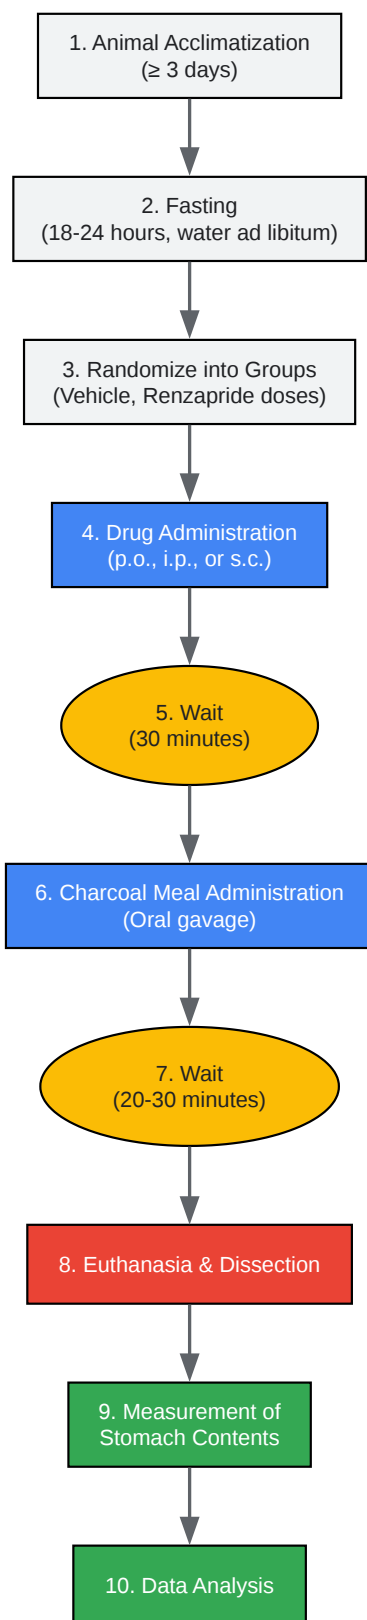 1. Animal Acclimatization
(≥ 3 days)
2. Fasting
(18-24 hours, water ad libitum)
3. Randomize into Groups
(Vehicle, Renzapride doses)
4. Drug Administration
(p.o., i.p., or s.c.)
5. Wait
(30 minutes)
6. Charcoal Meal Administration
(Oral gavage)
7. Wait
(20-30 minutes)
8. Euthanasia & Dissection
9. Measurement of
Stomach Contents
10. Data Analysis